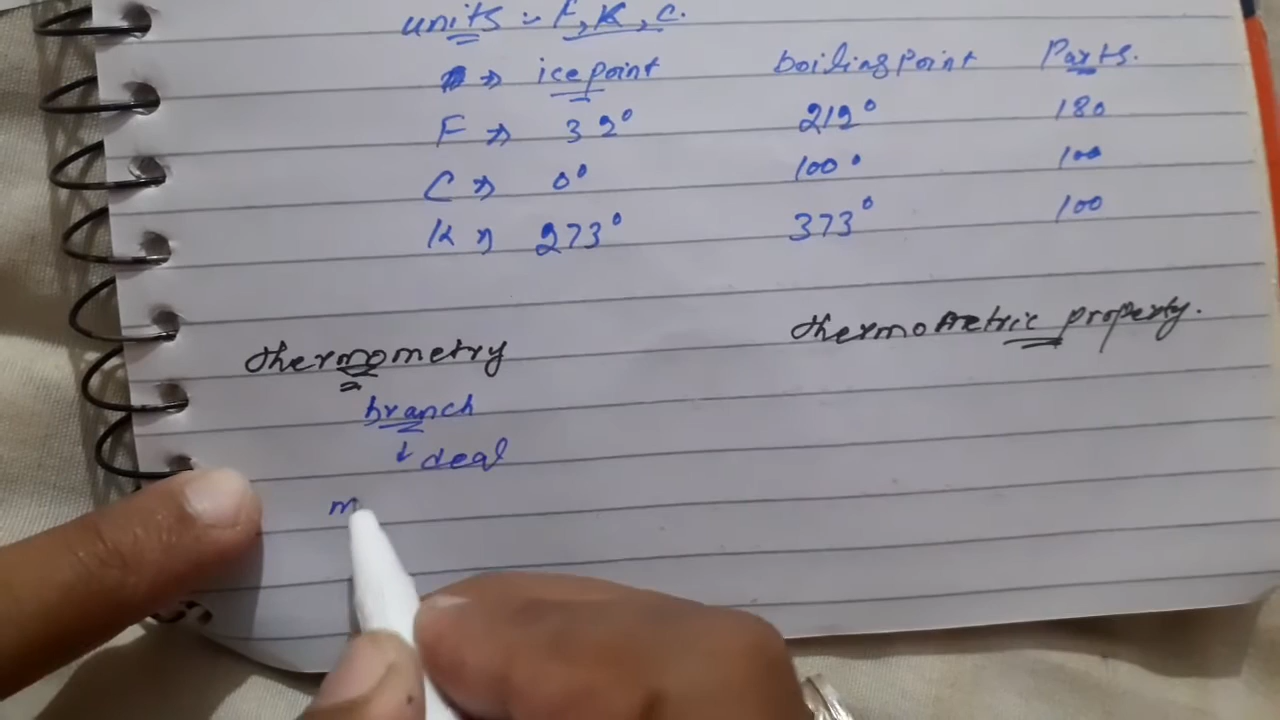 units :- F, K, C.
⇒ ice point boiling point Parts.
F ⇒ 32° 212° 180
C ⇒ 0° 100° 100
K ⇒ 273° 373° 100
thermometry thermometric property.
branch
↓ deal
m